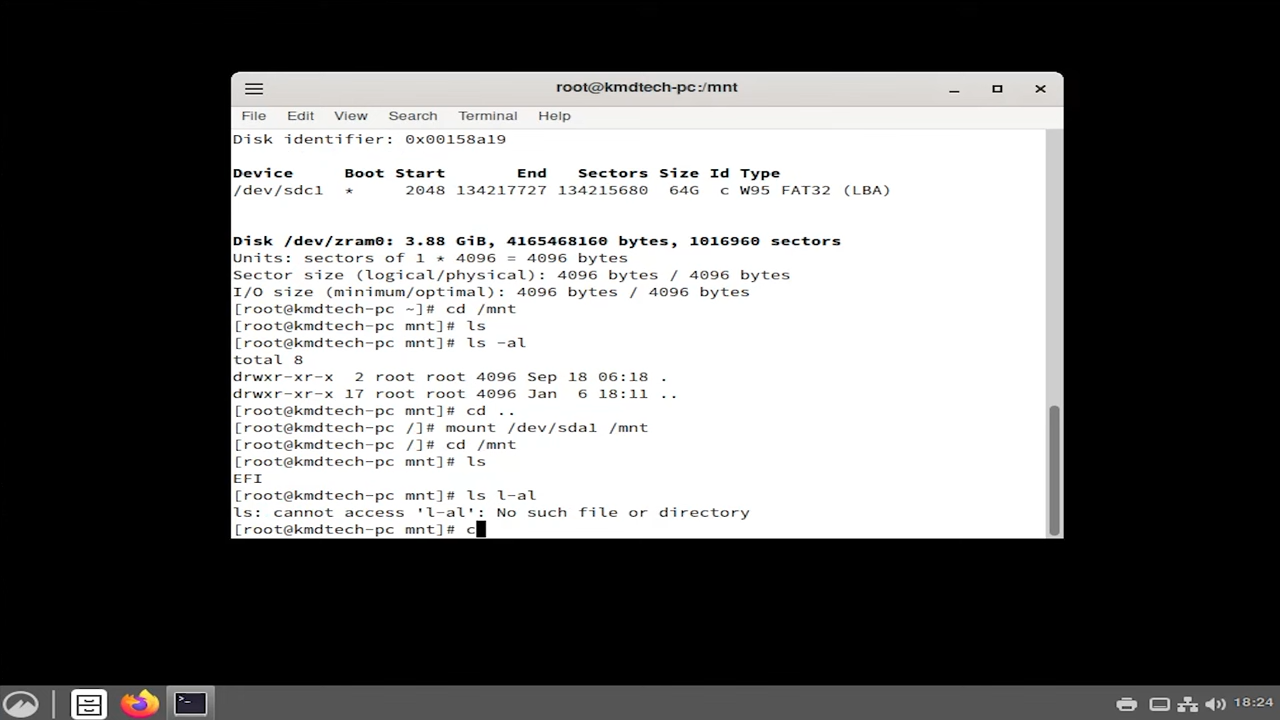 root@kmdtech-pc:/mnt
File Edit View Search Terminal Help
Disk identifier: 0x00158a19
Device Boot Start End Sectors Size Id Type
/dev/sdc1 * 2048 134217727 134215680 64G c W95 FAT32 (LBA)
Disk /dev/zram0: 3.88 GiB, 4165468160 bytes, 1016960 sectors
Units: sectors of 1 * 4096 = 4096 bytes
Sector size (logical/physical): 4096 bytes / 4096 bytes
I/O size (minimum/optimal): 4096 bytes / 4096 bytes
[root@kmdtech-pc ~]# cd /mnt
[root@kmdtech-pc mnt]# ls
[root@kmdtech-pc mnt]# ls -al
total 8
drwxr-xr-x 2 root root 4096 Sep 18 06:18 .
drwxr-xr-x 17 root root 4096 Jan 6 18:11 ..
[root@kmdtech-pc mnt]# cd ..
[root@kmdtech-pc /]# mount /dev/sda1 /mnt
[root@kmdtech-pc /]# cd /mnt
[root@kmdtech-pc mnt]# ls
EFI
[root@kmdtech-pc mnt]# ls l-al
ls: cannot access 'l-al': No such file or directory
[root@kmdtech-pc mnt]# c
18:24